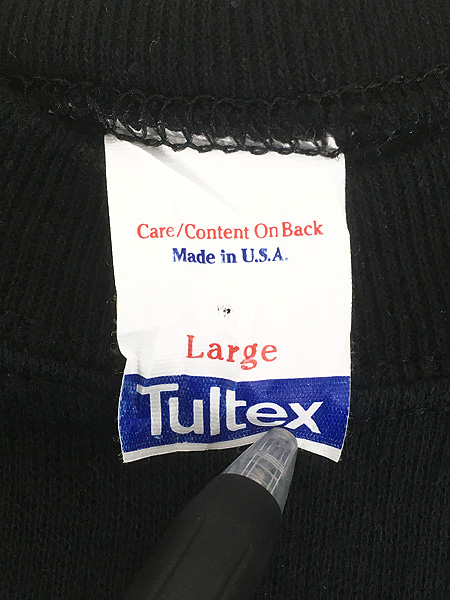 Care/Content On Back
Made in U.S.A.
Large
Tultex